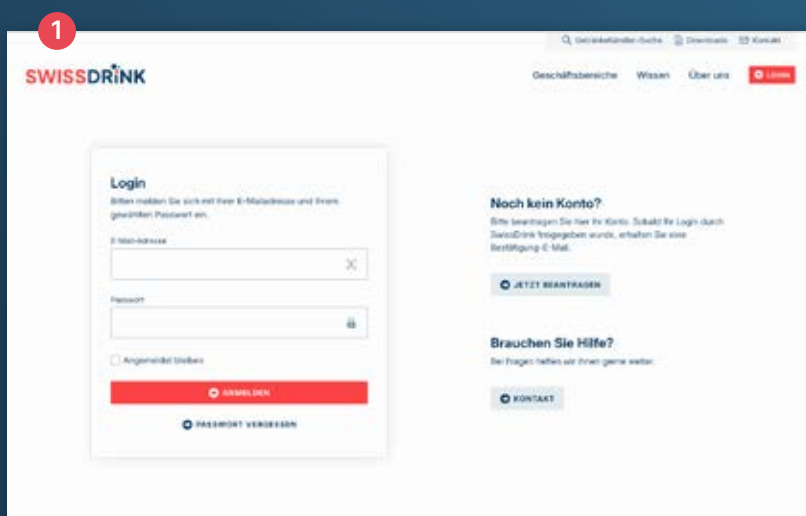 1
Getränkehändler-Suche Downloads Kontakt
SWISSDRINK
Geschäftsbereiche Wissen Über uns LOGIN
Login
Bitten melden Sie sich mit Ihrer E-Mailadresse und Ihrem
gewählten Passwort ein.
E-Mail-Adresse
Passwort
Angemeldet bleiben
ANMELDEN
PASSWORT VERGESSEN
Noch kein Konto?
Bitte beantragen Sie hier Ihr Konto. Sobald Ihr Login durch
SwissDrink freigegeben wurde, erhalten Sie eine
Bestätigung-E-Mail.
JETZT BEANTRAGEN
Brauchen Sie Hilfe?
Bei Fragen helfen wir Ihnen gerne weiter.
KONTAKT